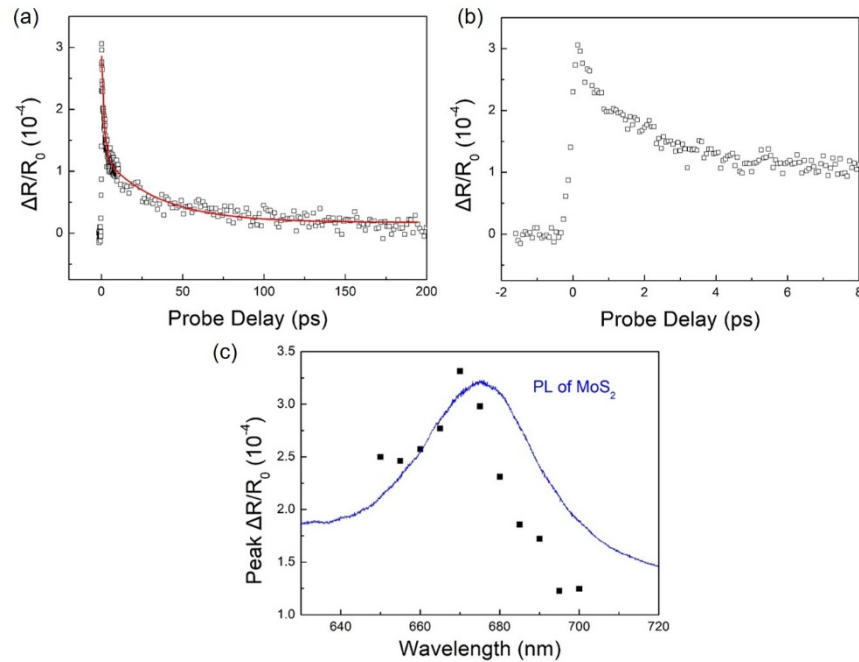 (a)
ΔR/R₀ (10⁻⁴)
3
2
1
0
0 50 100 150 200
Probe Delay (ps)
(b)
ΔR/R₀ (10⁻⁴)
3
2
1
0
-2 0 2 4 6 8
Probe Delay (ps)
(c)
Peak ΔR/R₀ (10⁻⁴)
3.5
3.0
2.5
2.0
1.5
1.0
PL of MoS₂
640 660 680 700 720
Wavelength (nm)